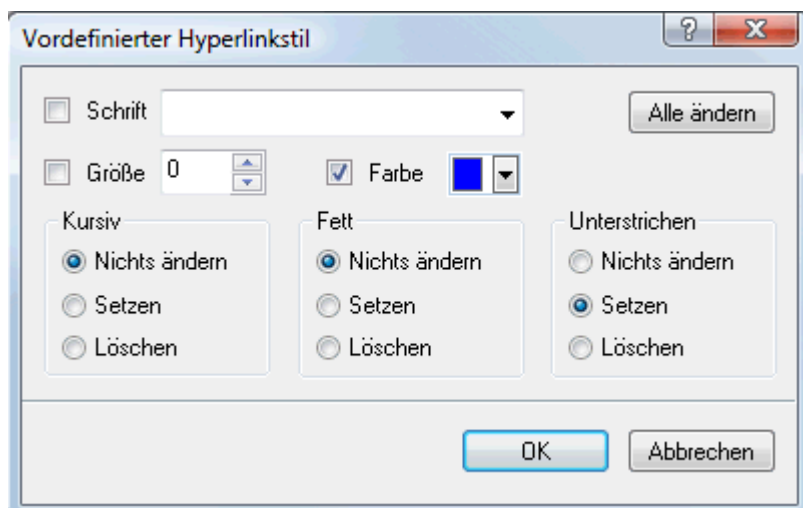 Vordefinierter Hyperlinkstil
Schrift
Alle ändern
Größe 0 Farbe
Kursiv Fett Unterstrichen
Nichts ändern Nichts ändern Nichts ändern
Setzen Setzen Setzen
Löschen Löschen Löschen
OK Abbrechen